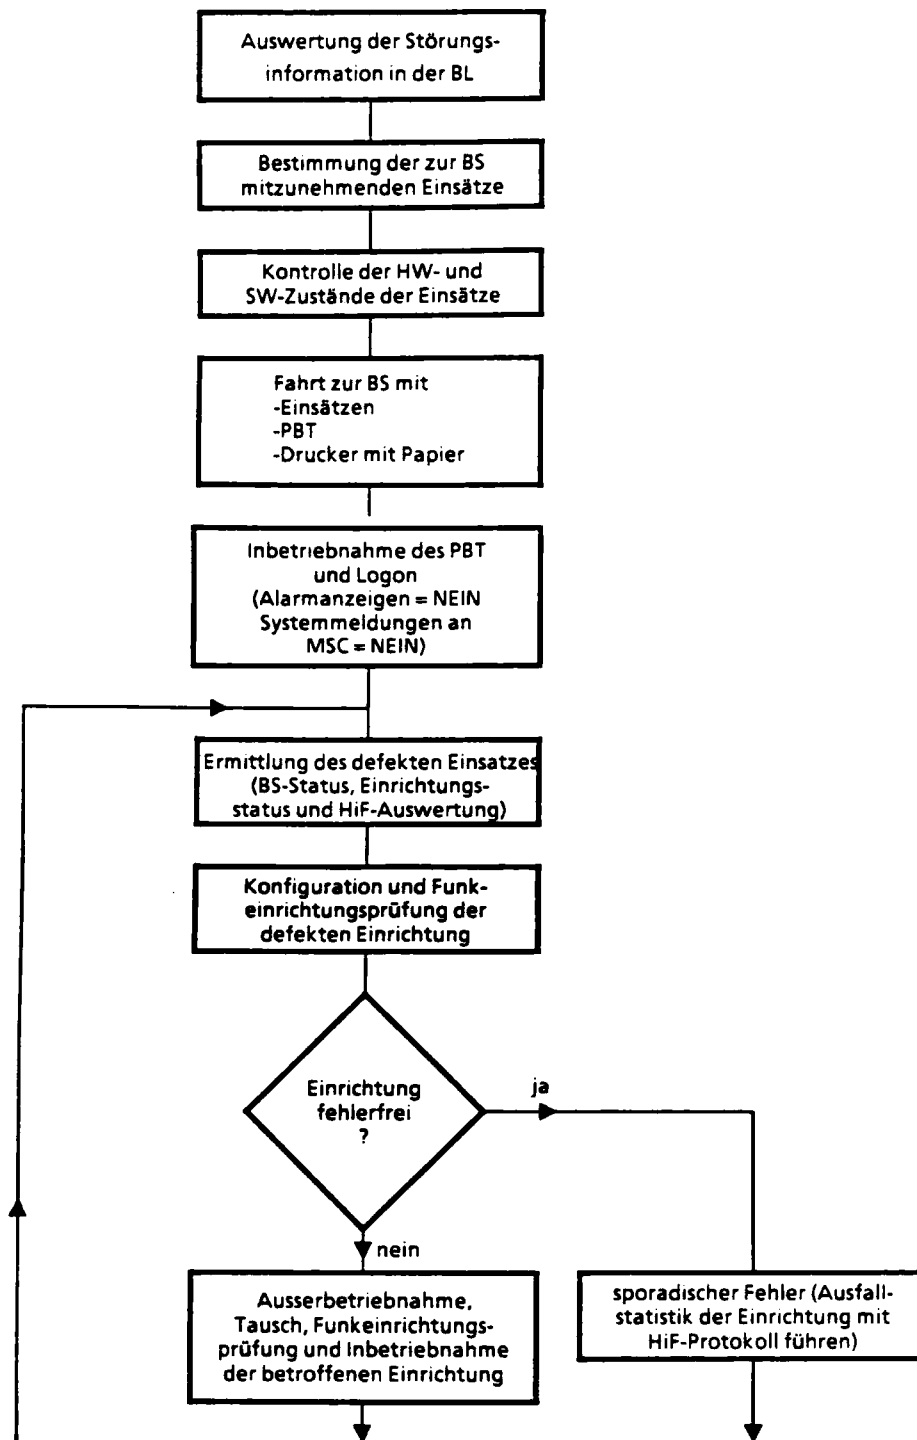 Auswertung der Störungs-
information in der BL
Bestimmung der zur BS
mitzunehmenden Einsätze
Kontrolle der HW- und
SW-Zustände der Einsätze
Fahrt zur BS mit
-Einsätzen
-PBT
-Drucker mit Papier
Inbetriebnahme des PBT
und Logon
(Alarmanzeigen = NEIN
Systemmeldungen an
MSC = NEIN)
Ermittlung des defekten Einsatzes
(BS-Status, Einrichtungs-
status und HiF-Auswertung)
Konfiguration und Funk-
einrichtungsprüfung der
defekten Einrichtung
Einrichtung
fehlerfrei
?
ja
nein
Ausserbetriebnahme,
Tausch, Funkeinrichtungs-
prüfung und Inbetriebnahme
der betroffenen Einrichtung
sporadischer Fehler (Ausfall-
statistik der Einrichtung mit
HiF-Protokoll führen)